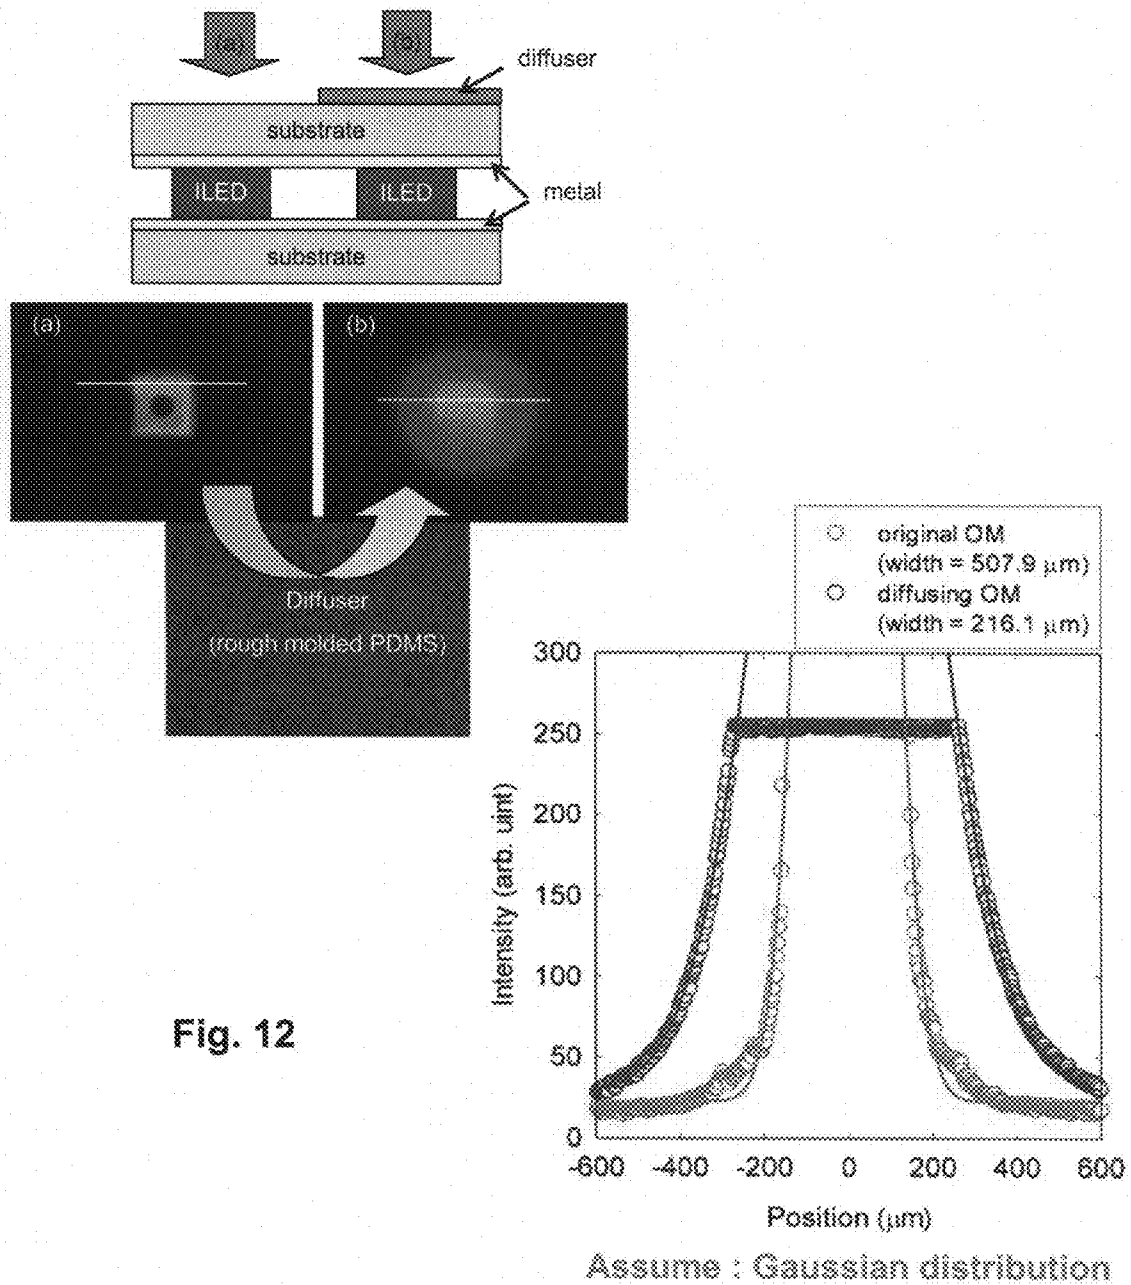 (a)
(b)
diffuser
substrate
ILED
ILED
metal
substrate
(a)
(b)
Diffuser
(rough molded PDMS)
original OM
(width = 507.9 μm)
diffusing OM
(width = 216.1 μm)
300
250
200
150
100
50
0
Intensity (arb. uint)
-600
-400
-200
0
200
400
600
Position (μm)
Assume : Gaussian distribution
Fig. 12